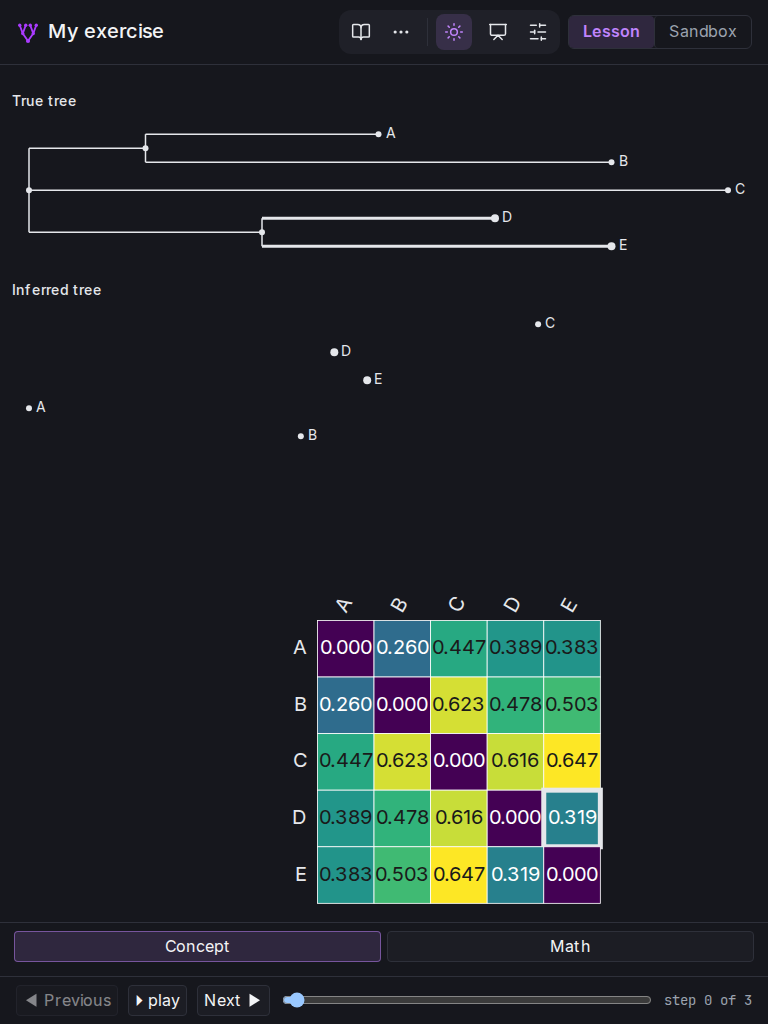 My exercise
Lesson
Sandbox
True tree
A
B
C
D
E
Inferred tree
C
D
E
A
B
A B C D E
A 0.000 0.260 0.447 0.389 0.383
B 0.260 0.000 0.623 0.478 0.503
C 0.447 0.623 0.000 0.616 0.647
D 0.389 0.478 0.616 0.000 0.319
E 0.383 0.503 0.647 0.319 0.000
Concept
Math
◀ Previous
⏵ play
Next ▶
step 0 of 3